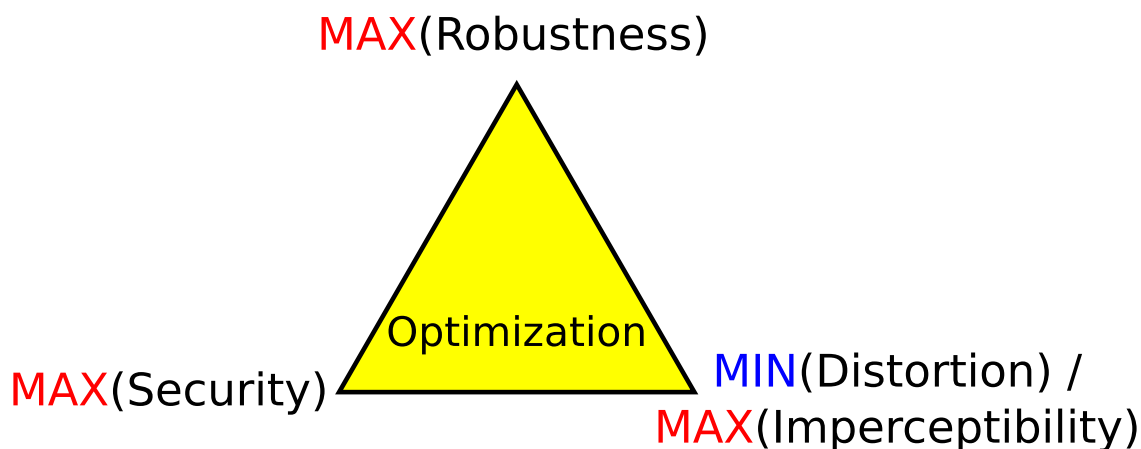 MAX(Robustness)
Optimization
MAX(Security)
MIN(Distortion) /
MAX(Imperceptibility)